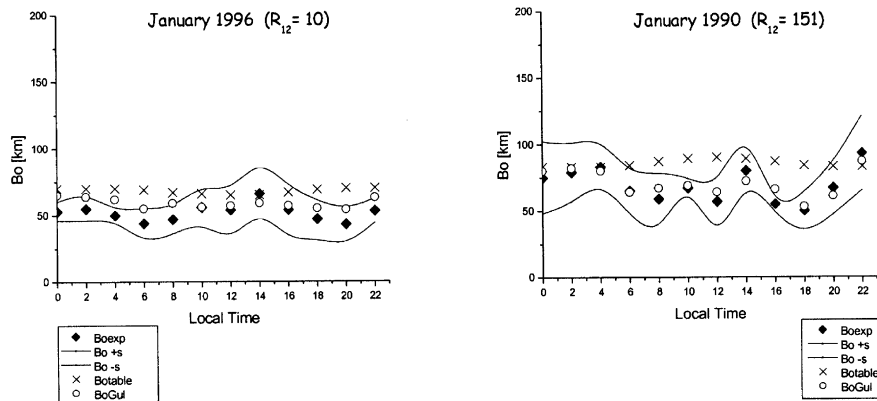 January 1996 (R12= 10)
200
150
100
50
0
Bo [km]
0 2 4 6 8 10 12 14 16 18 20 22
Local Time
Boexp
Bo +s
Bo -s
Botable
BoGul
January 1990 (R12= 151)
200
150
100
50
0
Bo [km]
0 2 4 6 8 10 12 14 16 18 20 22
Local Time
Boexp
Bo +s
Bo -s
Botable
BoGul